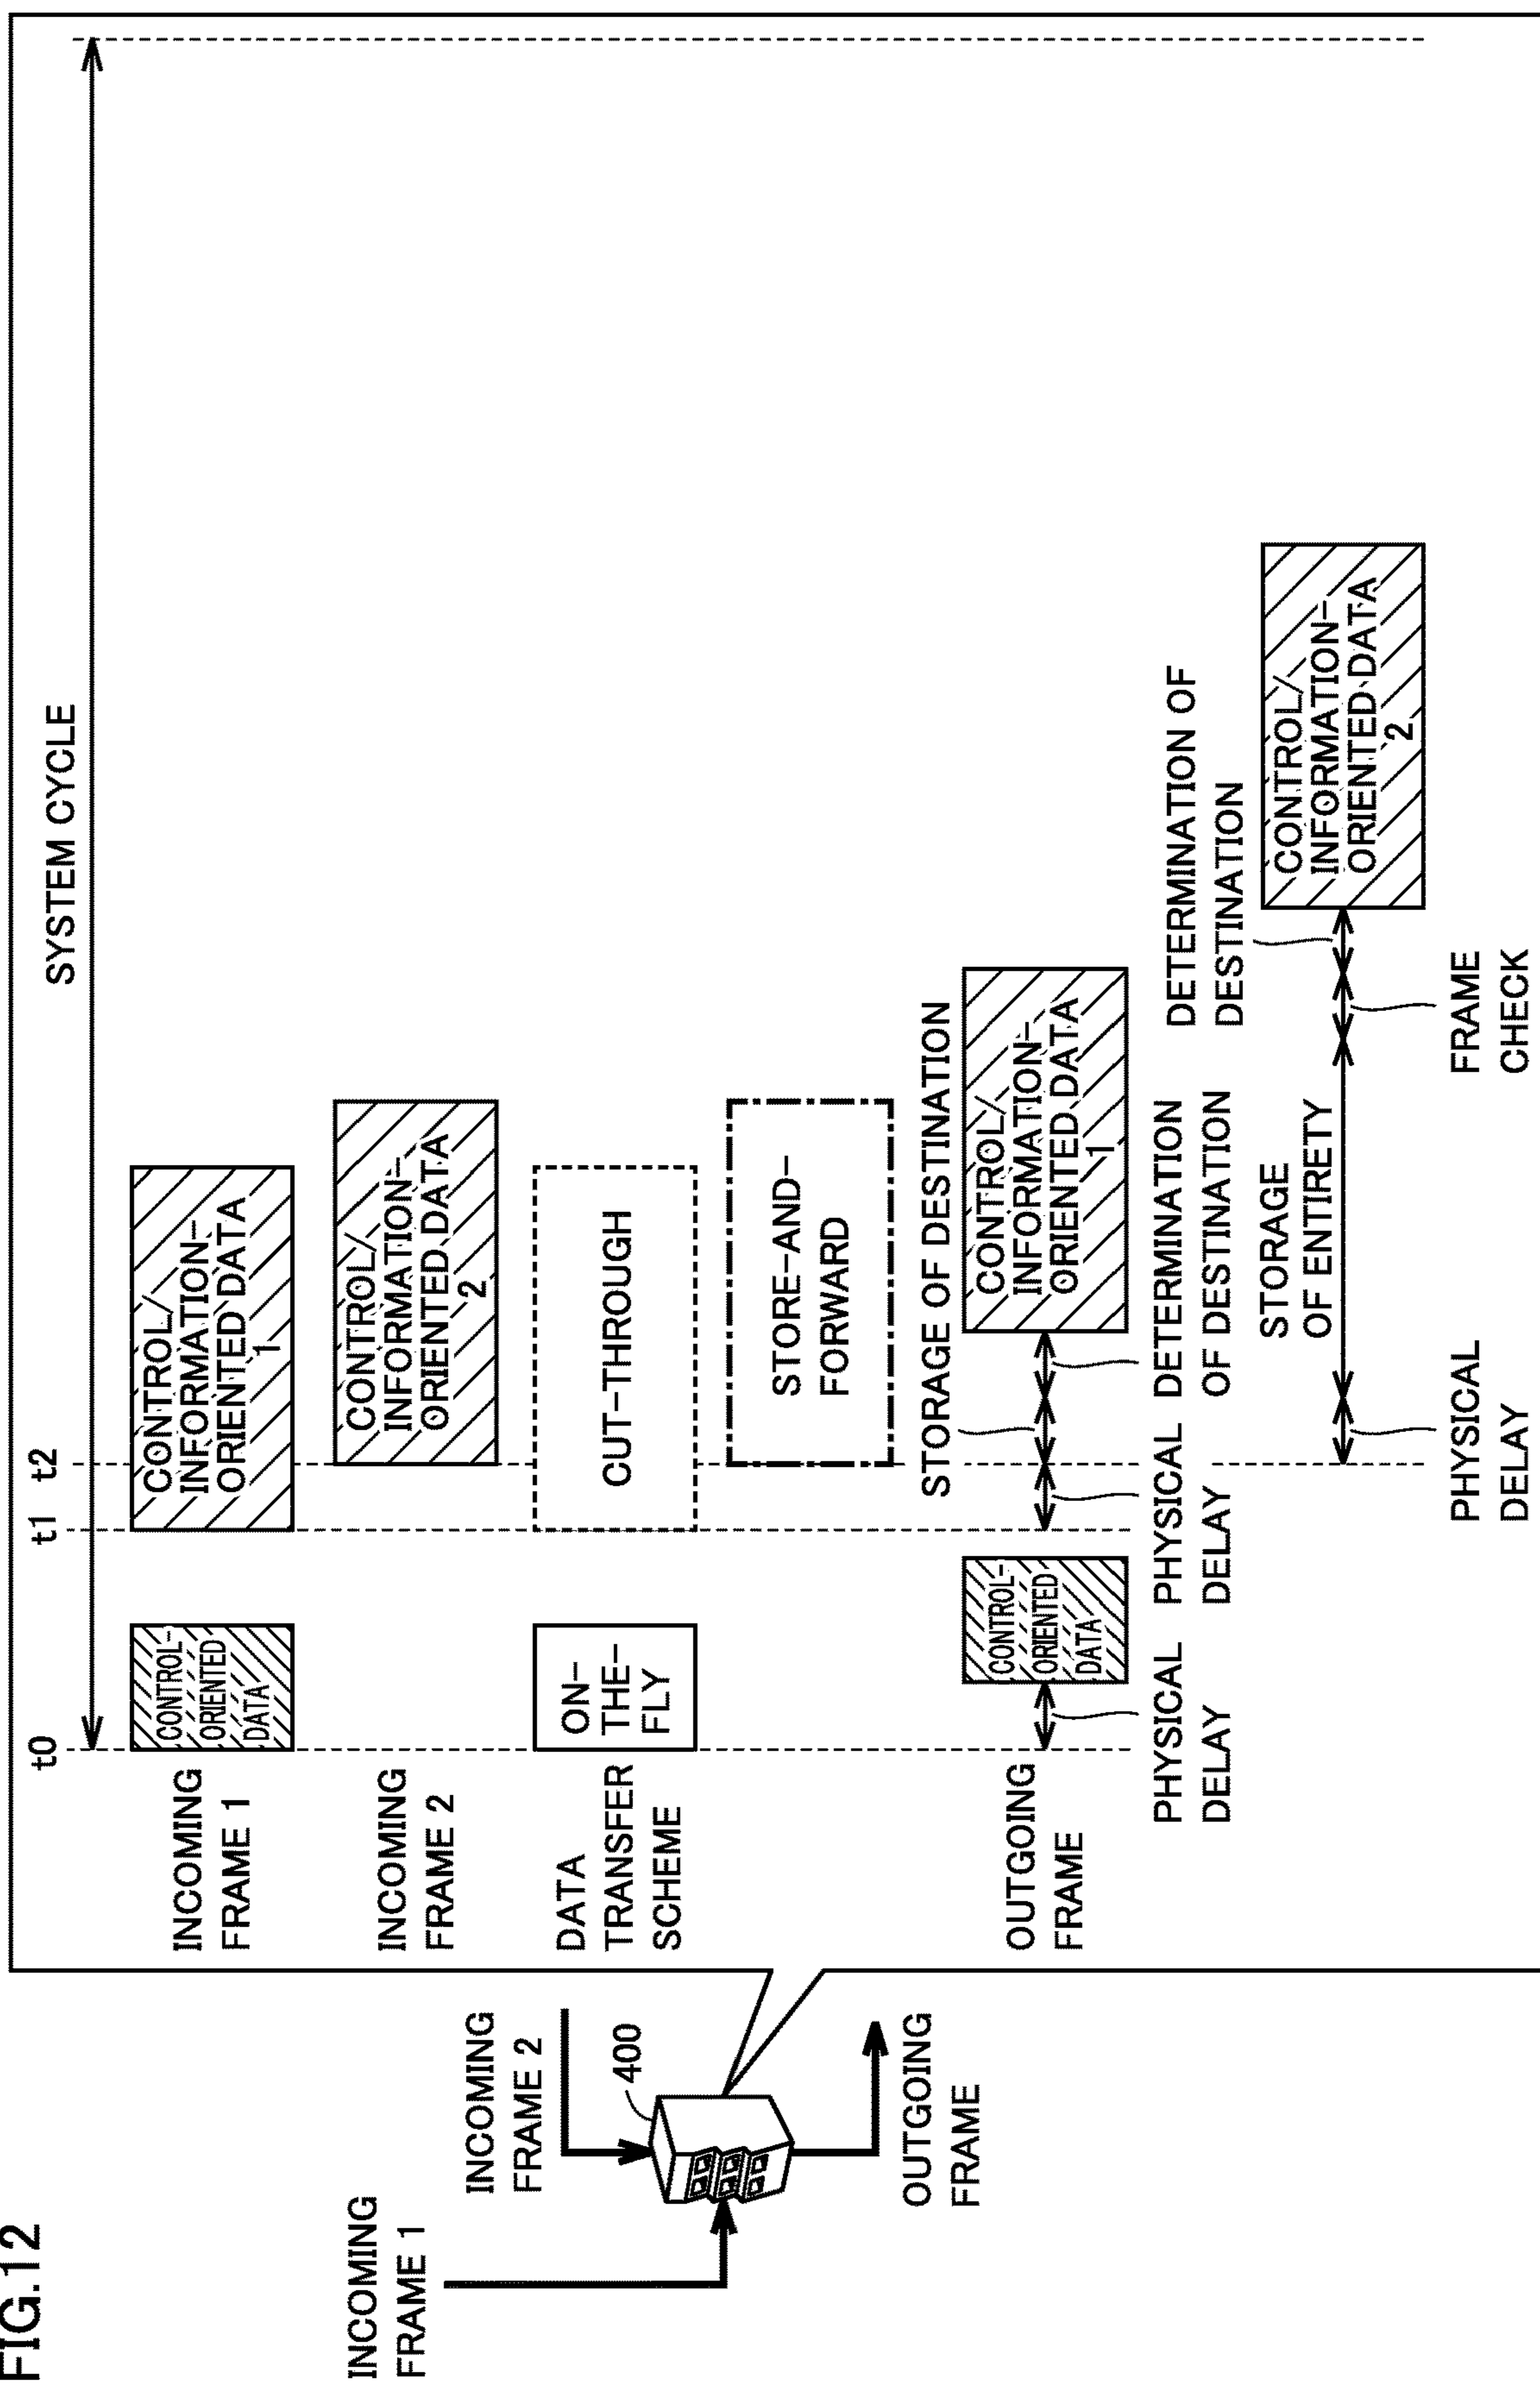 FIG.12
INCOMING
FRAME 1
INCOMING
FRAME 2
400
OUTGOING
FRAME
SYSTEM CYCLE
t0
t1
t2
INCOMING
FRAME 1
CONTROL-
ORIENTED
DATA
CONTROL/
INFORMATION-
ORIENTED DATA
1
INCOMING
FRAME 2
CONTROL/
INFORMATION-
ORIENTED DATA
2
DATA
TRANSFER
SCHEME
ON-
THE-
FLY
CUT-THROUGH
STORE-AND-
FORWARD
OUTGOING
FRAME
STORAGE OF DESTINATION
CONTROL-
ORIENTED
DATA
CONTROL/
INFORMATION-
ORIENTED DATA
1
PHYSICAL
DELAY
PHYSICAL
DELAY
DETERMINATION
OF DESTINATION
DETERMINATION OF
DESTINATION
STORAGE
OF ENTIRETY
CONTROL/
INFORMATION-
ORIENTED DATA
2
PHYSICAL
DELAY
FRAME
CHECK